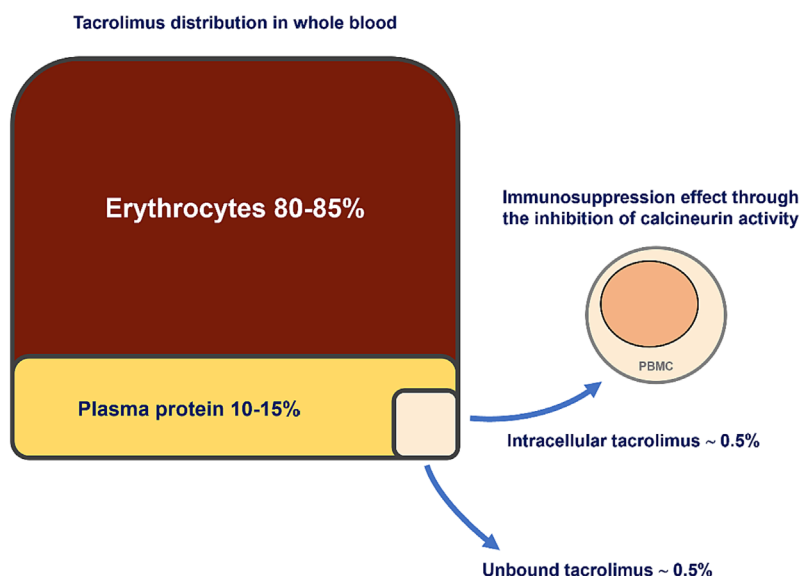 Tacrolimus distribution in whole blood
Erythrocytes 80-85%
Immunosuppression effect through
the inhibition of calcineurin activity
PBMC
Plasma protein 10-15%
Intracellular tacrolimus ~ 0.5%
Unbound tacrolimus ~ 0.5%